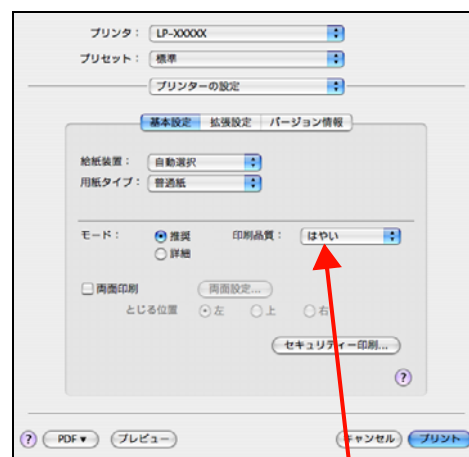 プリンタ： LP-XXXXX
プリセット： 標準
プリンターの設定
基本設定 拡張設定 バージョン情報
給紙装置： 自動選択
用紙タイプ： 普通紙
モード： 推奨 印刷品質： はやい
詳細
両面印刷 両面設定...
とじる位置 左 上 右
セキュリティー印刷...
?
? PDF▼ プレビュー キャンセル プリント